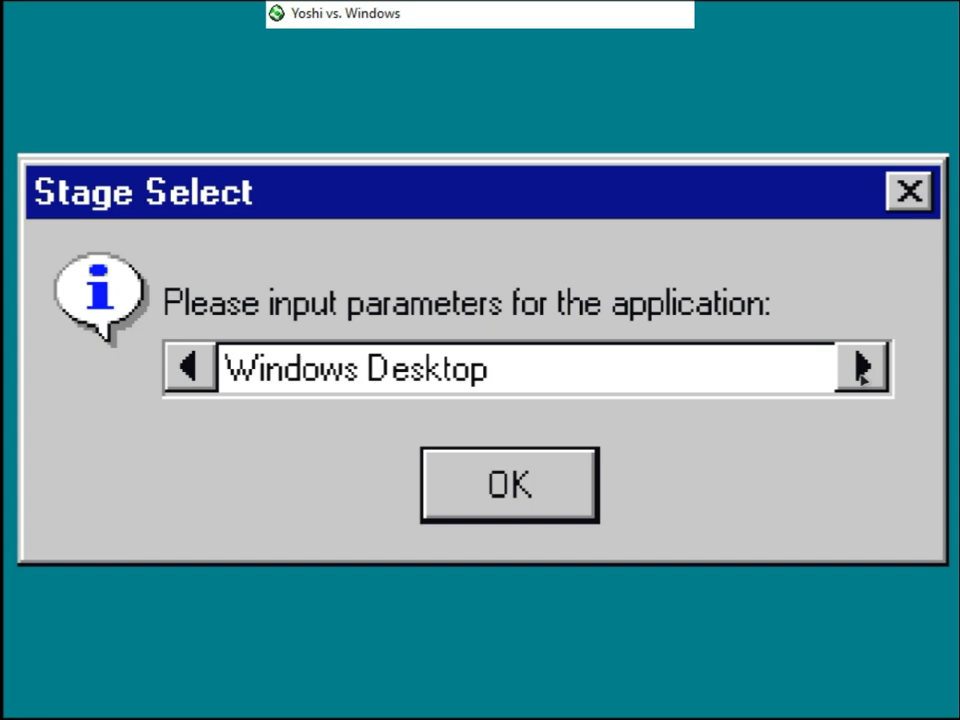 Yoshi vs. Windows
Stage Select
Please input parameters for the application:
Windows Desktop
OK